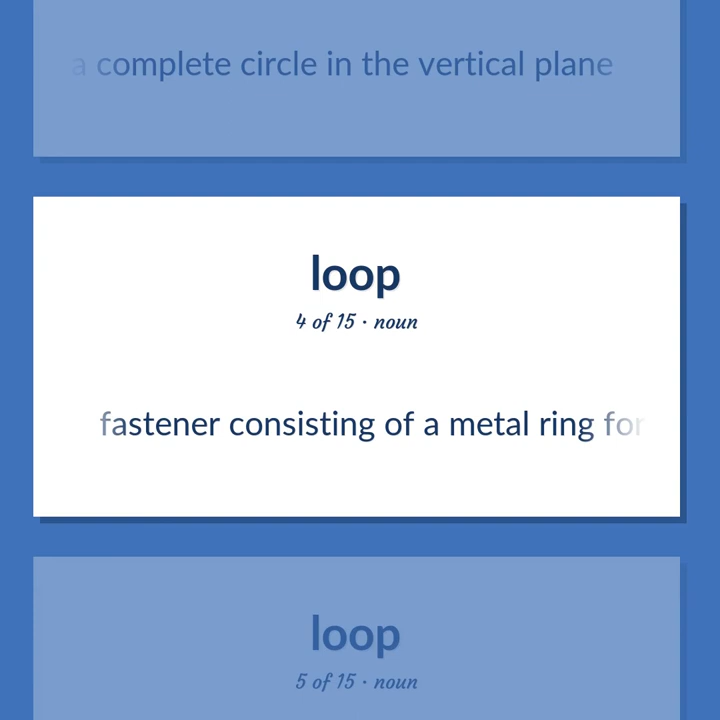 a complete circle in the vertical plane
loop
4 of 15 · noun
fastener consisting of a metal ring for
loop
5 of 15 · noun